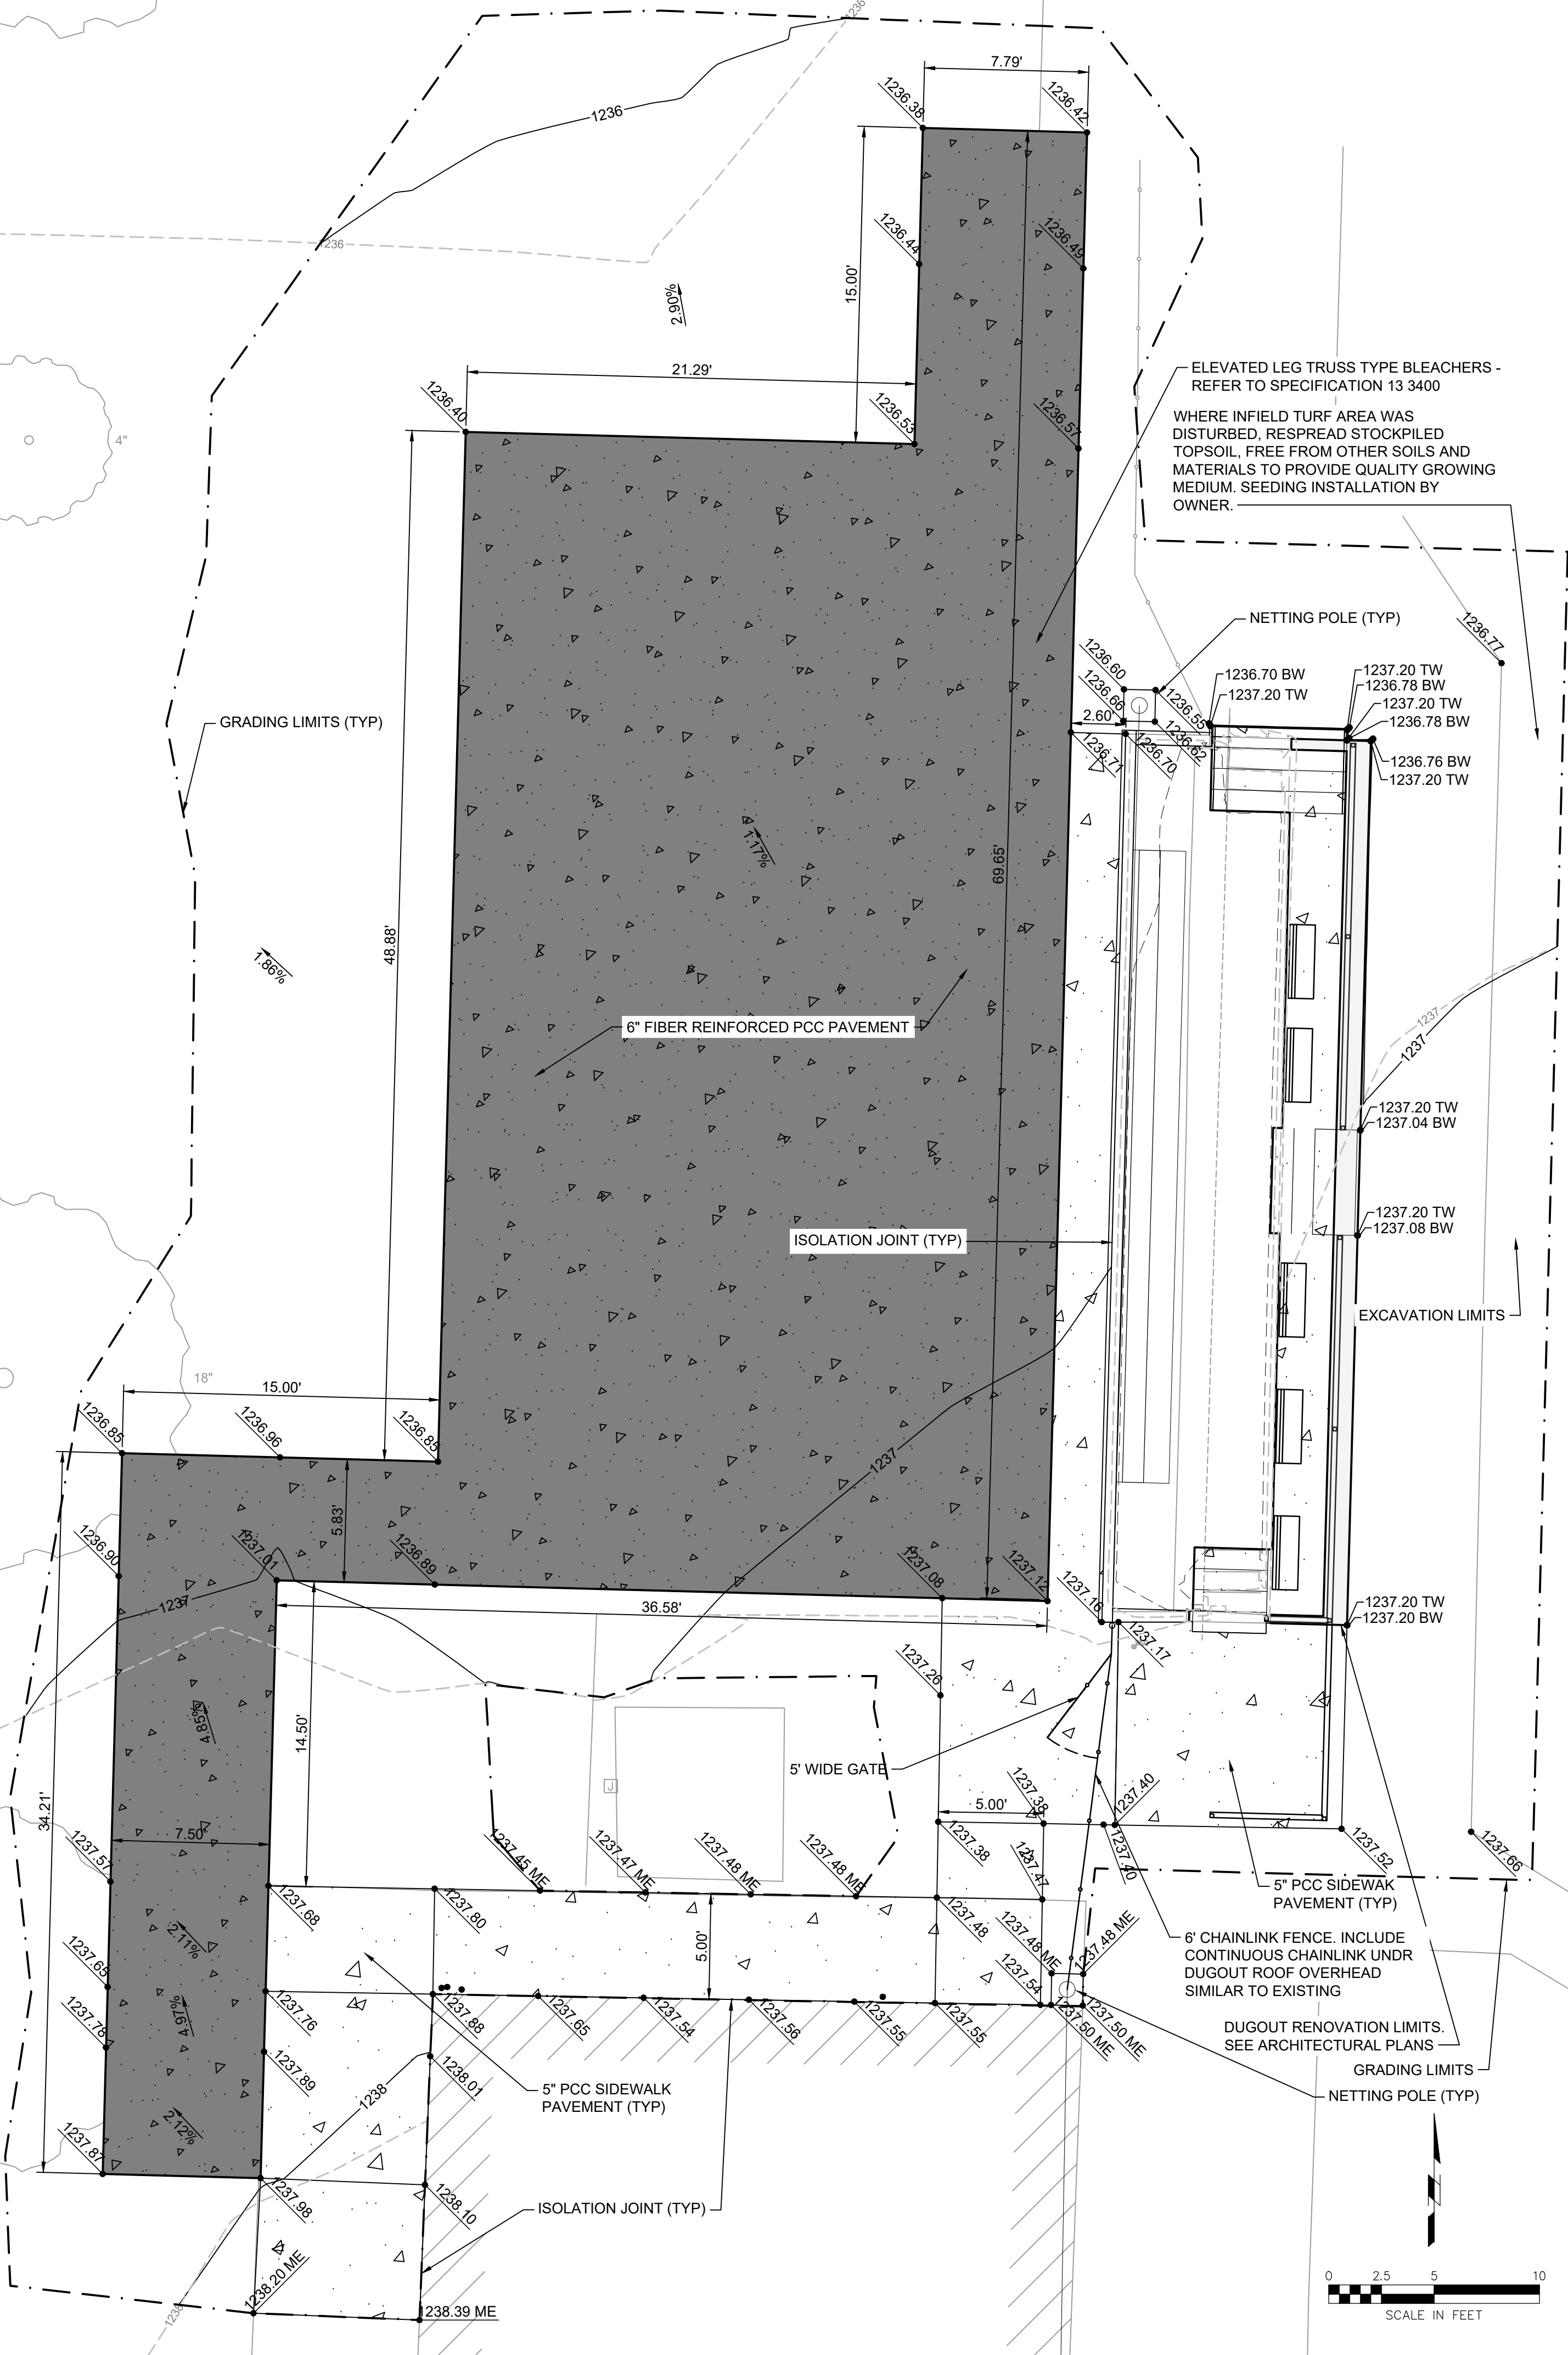 1236
7.79'
1236.38
1236.42
1236
1236.44
1236.49
1236
2.90%
15.00'
21.29'
ELEVATED LEG TRUSS TYPE BLEACHERS -
REFER TO SPECIFICATION 13 3400
1236.40
1236.53
1236.57
WHERE INFIELD TURF AREA WAS
DISTURBED, RESPREAD STOCKPILED
TOPSOIL, FREE FROM OTHER SOILS AND
MATERIALS TO PROVIDE QUALITY GROWING
MEDIUM. SEEDING INSTALLATION BY
OWNER.
4"
NETTING POLE (TYP)
1236.77
1236.60
1236.66
1236.55
1236.62
1236.70 BW
1237.20 TW
1237.20 TW
1236.78 BW
1237.20 TW
1236.78 BW
GRADING LIMITS (TYP)
2.60'
1236.71
1236.70
1236.76 BW
1237.20 TW
1.17%
69.65'
48.88'
1.86%
6" FIBER REINFORCED PCC PAVEMENT
1237
1237
1237.20 TW
1237.04 BW
1237.20 TW
1237.08 BW
ISOLATION JOINT (TYP)
EXCAVATION LIMITS
18"
15.00'
1236.85
1236.96
1236.85
1237
5.83'
1236.90
1237.01
1236.89
1237.08
1237.12
1237.16
1237.17
1237
36.58'
1237.20 TW
1237.20 BW
1237.26
4.85%
14.50'
5' WIDE GATE
J
34.21'
7.50'
5.00'
1237.38
1237.40
1237.57
1237.45 ME
1237.47 ME
1237.48 ME
1237.48 ME
1237.38
1237.47
1237.40
1237.52
1237.66
5" PCC SIDEWAK
PAVEMENT (TYP)
1237.68
1237.80
1237.48
2.11%
5.00'
1237.48 ME
1237.48 ME
6' CHAINLINK FENCE. INCLUDE
CONTINUOUS CHAINLINK UNDR
DUGOUT ROOF OVERHEAD
SIMILAR TO EXISTING
1237.65
1237.54
1237.76
1237.88
1237.65
1237.54
1237.56
1237.55
1237.55
1237.50 ME
1237.50 ME
4.97%
1237.78
1237.89
1238.01
DUGOUT RENOVATION LIMITS.
SEE ARCHITECTURAL PLANS
GRADING LIMITS
NETTING POLE (TYP)
1238
5" PCC SIDEWALK
PAVEMENT (TYP)
2.12%
1237.87
1237.98
1238.10
ISOLATION JOINT (TYP)
1238.20 ME
1238
1238.39 ME
0 2.5 5 10
SCALE IN FEET